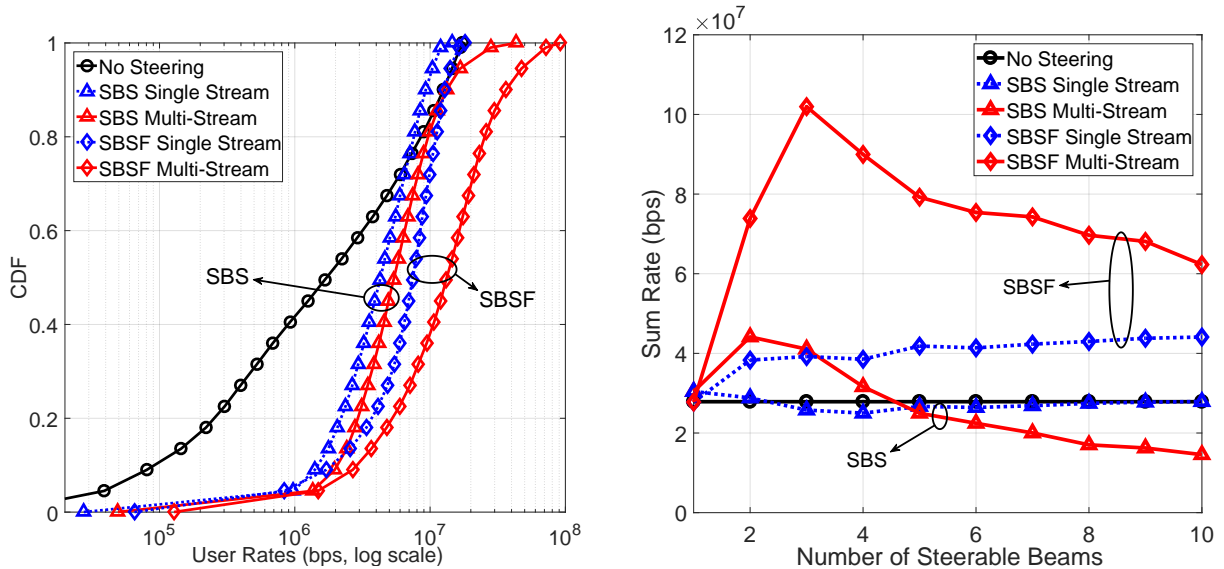 1
0.8
0.6
0.4
0.2
0
CDF
10^5
10^6
10^7
10^8
User Rates (bps, log scale)
No Steering
SBS Single Stream
SBS Multi-Stream
SBSF Single Stream
SBSF Multi-Stream
SBS
SBSF
×10^7
12
10
8
6
4
2
0
Sum Rate (bps)
2
4
6
8
10
Number of Steerable Beams
No Steering
SBS Single Stream
SBS Multi-Stream
SBSF Single Stream
SBSF Multi-Stream
SBSF
SBS